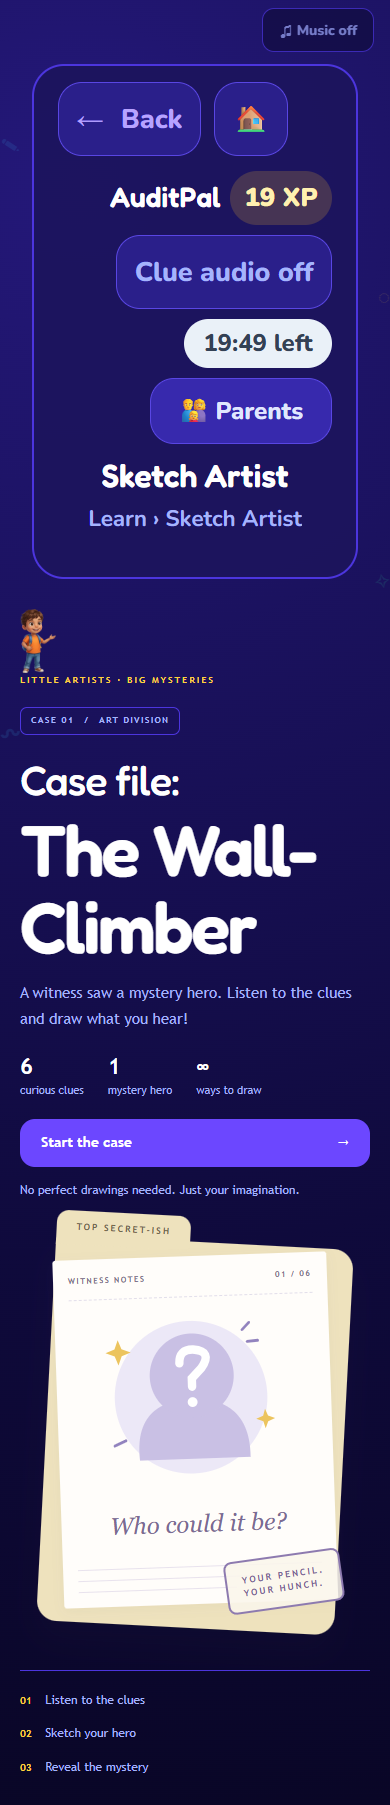 ♫ Music off
← Back
AuditPal 19 XP
Clue audio off
19:49 left
Parents
Sketch Artist
Learn › Sketch Artist
LITTLE ARTISTS • BIG MYSTERIES
CASE 01 / ART DIVISION
Case file:
The Wall-
Climber
A witness saw a mystery hero. Listen to the clues
and draw what you hear!
6 1 ∞
curious clues mystery hero ways to draw
Start the case →
No perfect drawings needed. Just your imagination.
TOP SECRET-ISH
WITNESS NOTES 01 / 06
?
Who could it be?
YOUR PENCIL.
YOUR HUNCH.
01 Listen to the clues
02 Sketch your hero
03 Reveal the mystery